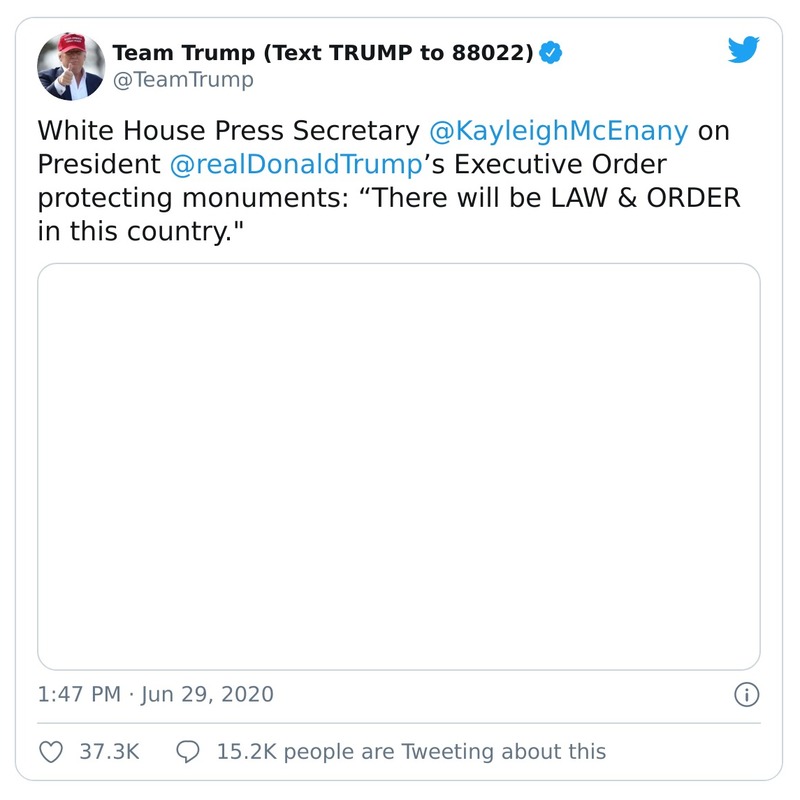 Team Trump (Text TRUMP to 88022)
@TeamTrump
White House Press Secretary @KayleighMcEnany on
President @realDonaldTrump’s Executive Order
protecting monuments: “There will be LAW & ORDER
in this country."
1:47 PM · Jun 29, 2020
37.3K 15.2K people are Tweeting about this